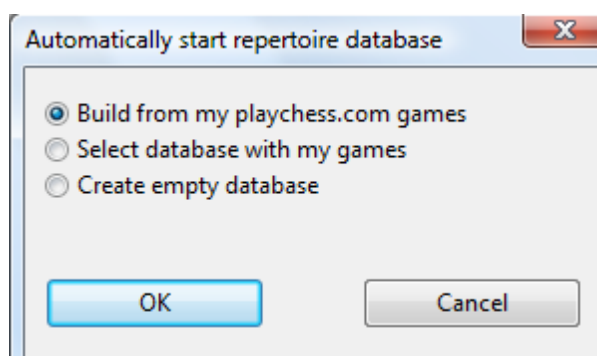 Automatically start repertoire database
Build from my playchess.com games
Select database with my games
Create empty database
OK Cancel